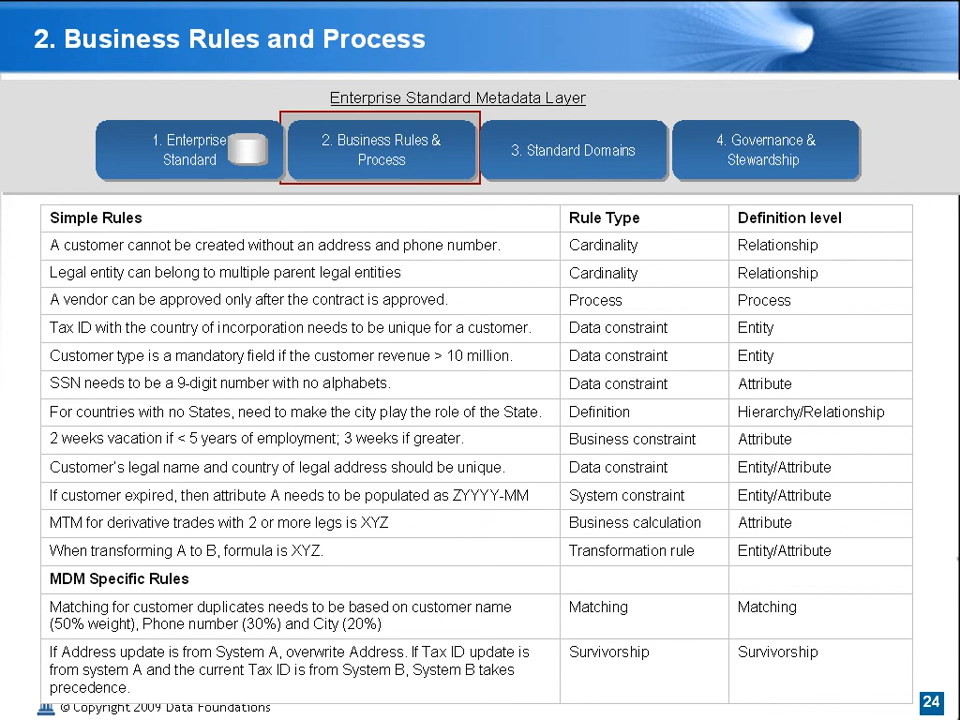 2. Business Rules and Process
Enterprise Standard Metadata Layer
1. Enterprise
Standard
2. Business Rules &
Process
3. Standard Domains
4. Governance &
Stewardship
Simple Rules Rule Type Definition level
A customer cannot be created without an address and phone number. Cardinality Relationship
Legal entity can belong to multiple parent legal entities Cardinality Relationship
A vendor can be approved only after the contract is approved. Process Process
Tax ID with the country of incorporation needs to be unique for a customer. Data constraint Entity
Customer type is a mandatory field if the customer revenue > 10 million. Data constraint Entity
SSN needs to be a 9-digit number with no alphabets. Data constraint Attribute
For countries with no States, need to make the city play the role of the State. Definition Hierarchy/Relationship
2 weeks vacation if < 5 years of employment; 3 weeks if greater. Business constraint Attribute
Customer's legal name and country of legal address should be unique. Data constraint Entity/Attribute
If customer expired, then attribute A needs to be populated as ZYYYY-MM System constraint Entity/Attribute
MTM for derivative trades with 2 or more legs is XYZ Business calculation Attribute
When transforming A to B, formula is XYZ. Transformation rule Entity/Attribute
MDM Specific Rules
Matching for customer duplicates needs to be based on customer name Matching Matching
(50% weight), Phone number (30%) and City (20%)
If Address update is from System A, overwrite Address. If Tax ID update is Survivorship Survivorship
from system A and the current Tax ID is from System B, System B takes
precedence.
© Copyright 2009 Data Foundations
24